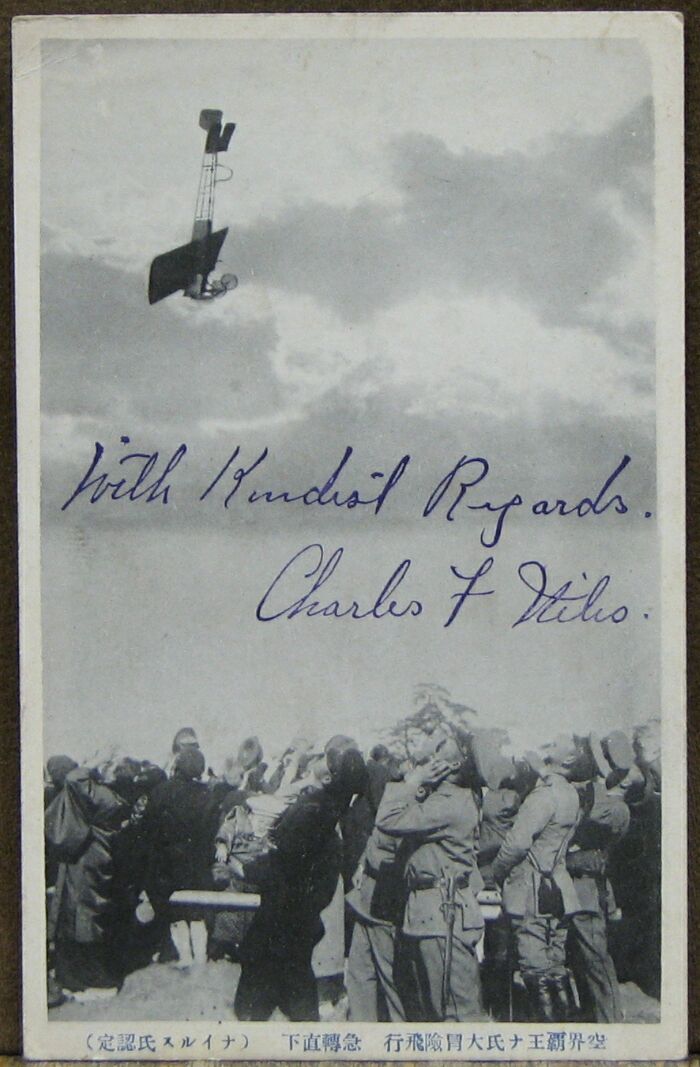 With Kindest Regards.
Charles F Niles.
空界覇王ナ氏大冐險飛行 急轉直下 (ナイルス氏認定)